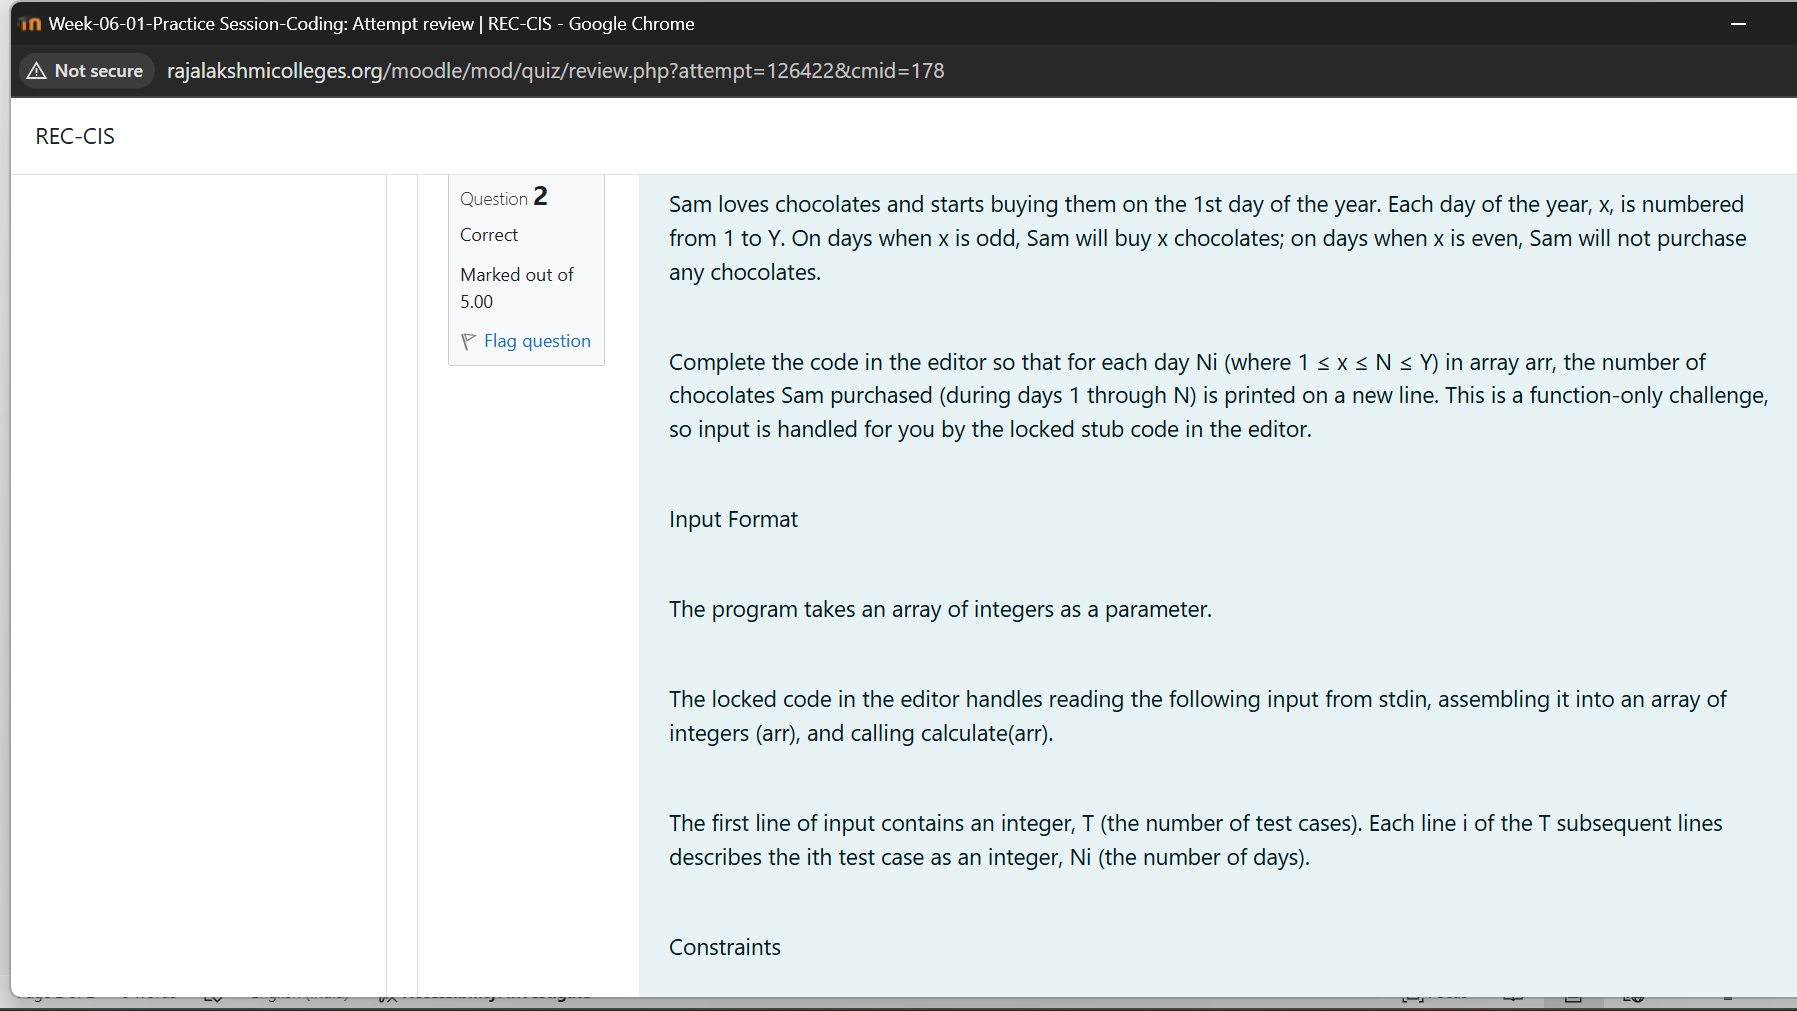 Week-06-01-Practice Session-Coding: Attempt review | REC-CIS - Google Chrome
Not secure rajalakshmicolleges.org/moodle/mod/quiz/review.php?attempt=126422&cmid=178
REC-CIS
Question 2
Correct
Marked out of
5.00
Flag question
Sam loves chocolates and starts buying them on the 1st day of the year. Each day of the year, x, is numbered
from 1 to Y. On days when x is odd, Sam will buy x chocolates; on days when x is even, Sam will not purchase
any chocolates.
Complete the code in the editor so that for each day Ni (where 1 ≤ x ≤ N ≤ Y) in array arr, the number of
chocolates Sam purchased (during days 1 through N) is printed on a new line. This is a function-only challenge,
so input is handled for you by the locked stub code in the editor.
Input Format
The program takes an array of integers as a parameter.
The locked code in the editor handles reading the following input from stdin, assembling it into an array of
integers (arr), and calling calculate(arr).
The first line of input contains an integer, T (the number of test cases). Each line i of the T subsequent lines
describes the ith test case as an integer, Ni (the number of days).
Constraints